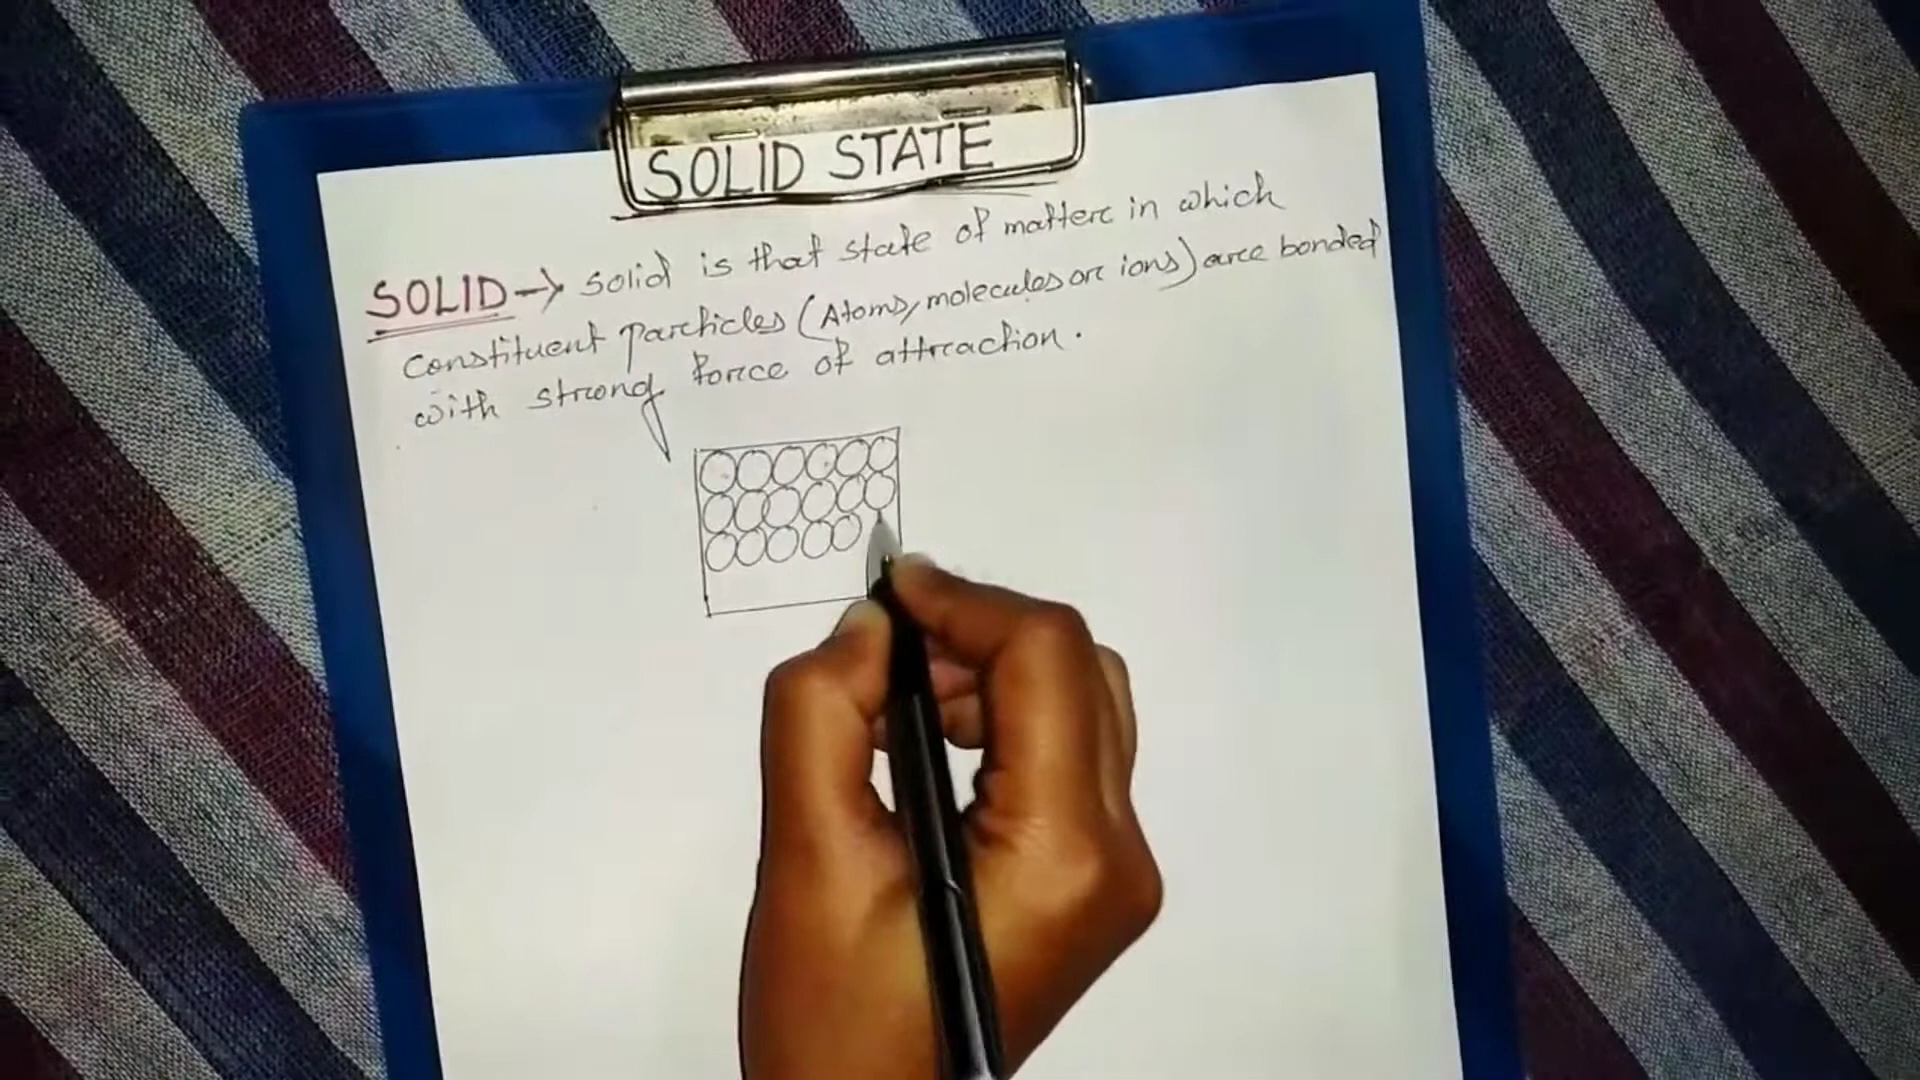 SOLID STATE
SOLID → solid is that state of matter in which
constituent particles (Atoms, molecules or ions) are bonded
with strong force of attraction.